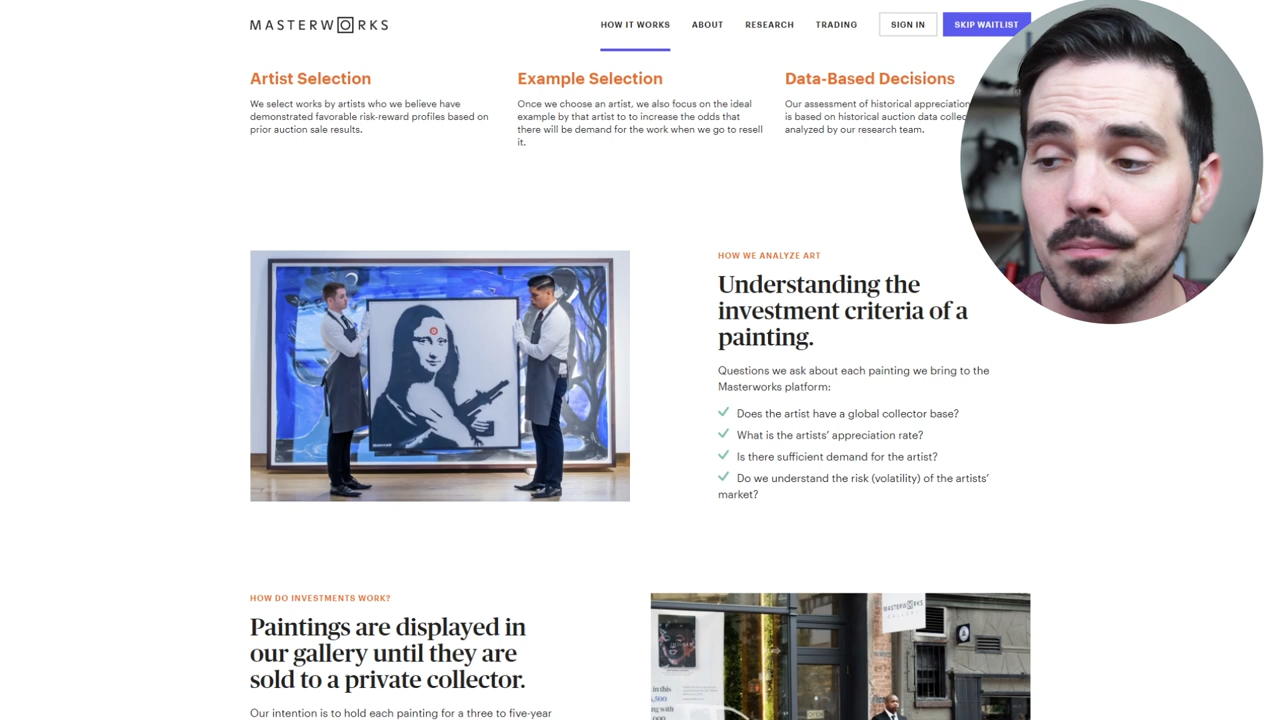 MASTERWORKS
HOW IT WORKS
ABOUT
RESEARCH
TRADING
SIGN IN
SKIP WAITLIST
Artist Selection
We select works by artists who we believe have
demonstrated favorable risk-reward profiles based on
prior auction sale results.
Example Selection
Once we choose an artist, we also focus on the ideal
example by that artist to to increase the odds that
there will be demand for the work when we go to resell
it.
Data-Based Decisions
Our assessment of historical appreciation
is based on historical auction data
analyzed by our research team.
HOW WE ANALYZE ART
Understanding the
investment criteria of a
painting.
Questions we ask about each painting we bring to the
Masterworks platform:
Does the artist have a global collector base?
What is the artists' appreciation rate?
Is there sufficient demand for the artist?
Do we understand the risk (volatility) of the artists'
market?
HOW DO INVESTMENTS WORK?
Paintings are displayed in
our gallery until they are
sold to a private collector.
Our intention is to hold each painting for a three to five-year
MASTERWORKS
in this